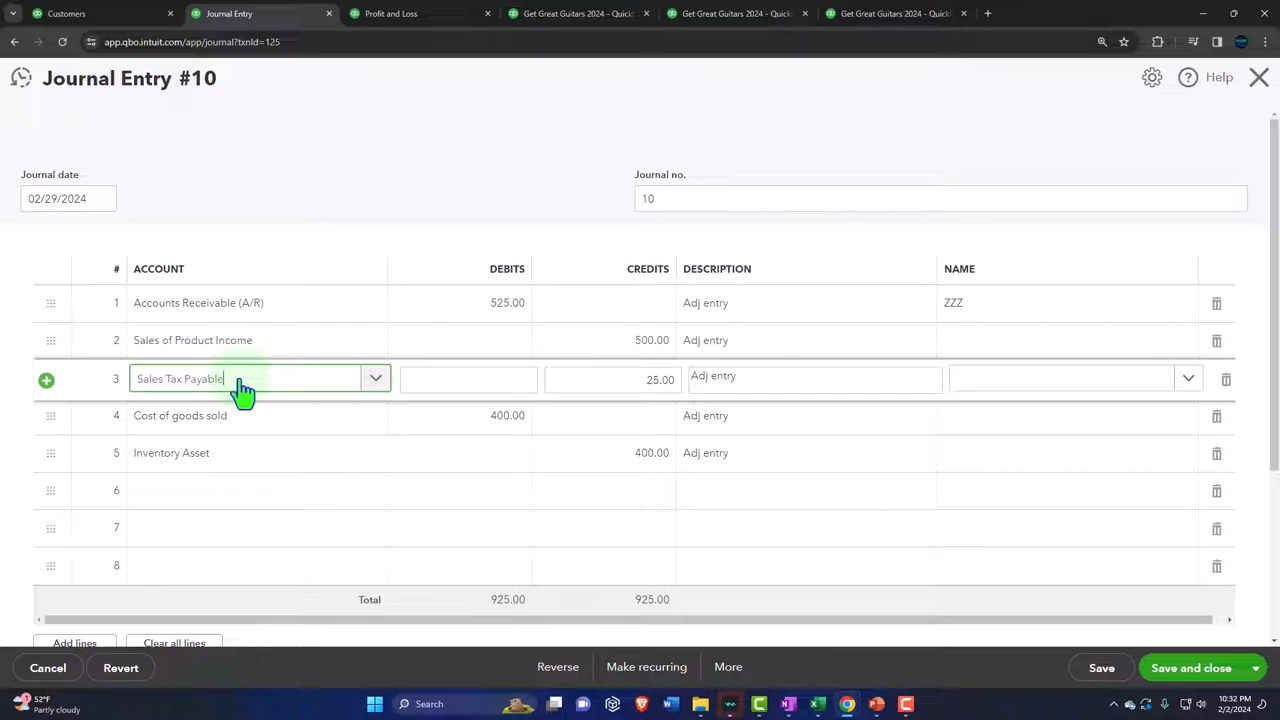 Customers
Journal Entry
Profit and Loss
Get Great Guitars 2024 - Quick
Get Great Guitars 2024 - Quick
Get Great Guitars 2024 - Quick
app.qbo.intuit.com/app/journal?txnId=125
Journal Entry #10
Help
Journal date
Journal no.
02/29/2024
10
# ACCOUNT DEBITS CREDITS DESCRIPTION NAME
1 Accounts Receivable (A/R) 525.00 Adj entry ZZZ
2 Sales of Product Income 500.00 Adj entry
3 Sales Tax Payable 25.00 Adj entry
4 Cost of goods sold 400.00 Adj entry
5 Inventory Asset 400.00 Adj entry
6
7
8
Total 925.00 925.00
Add lines Clear all lines
Cancel Revert Reverse Make recurring More Save Save and close
1
52°F
Partly cloudy
Search
10:32 PM
2/2/2024